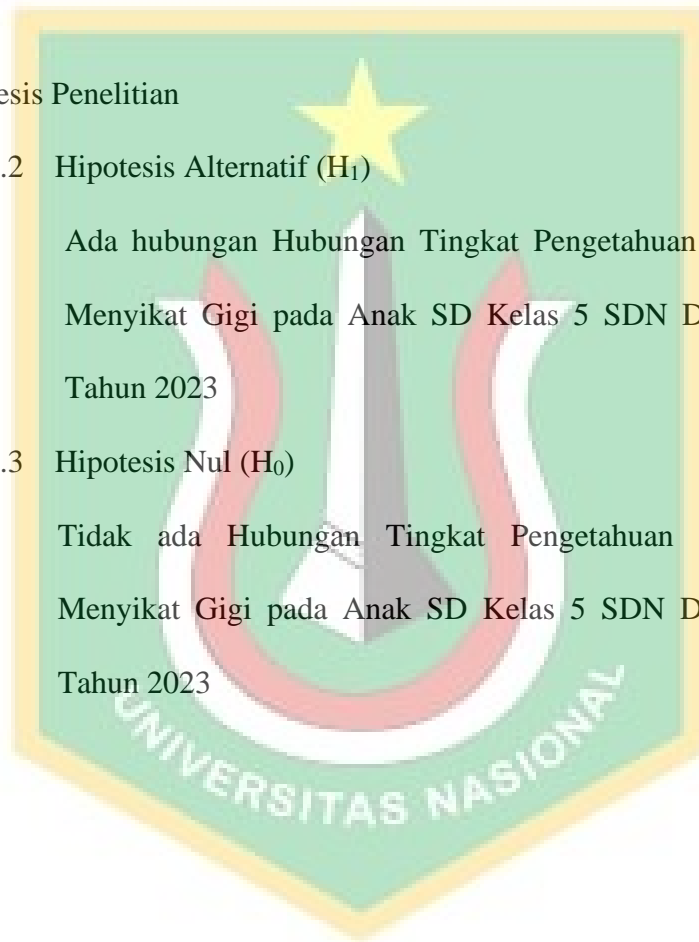 esis Penelitian
.2 Hipotesis Alternatif (H₁)
Ada hubungan Hubungan Tingkat Pengetahuan
Menyikat Gigi pada Anak SD Kelas 5 SDN D
Tahun 2023
.3 Hipotesis Nul (H₀)
Tidak ada Hubungan Tingkat Pengetahuan
Menyikat Gigi pada Anak SD Kelas 5 SDN D
Tahun 2023
UNIVERSITAS NASIONAL